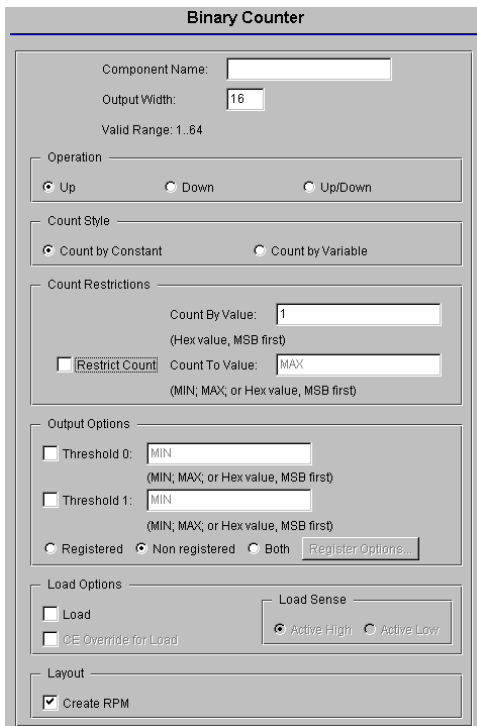 Binary Counter
Component Name:
Output Width: 16
Valid Range: 1..64
Operation
Up Down Up/Down
Count Style
Count by Constant Count by Variable
Count Restrictions
Count By Value: 1
(Hex value, MSB first)
Restrict Count Count To Value: MAX
(MIN; MAX; or Hex value, MSB first)
Output Options
Threshold 0: MIN
(MIN; MAX; or Hex value, MSB first)
Threshold 1: MIN
(MIN; MAX; or Hex value, MSB first)
Registered Non registered Both Register Options...
Load Options
Load Sense
Load
Active High Active Low
CE Override for Load
Layout
Create RPM